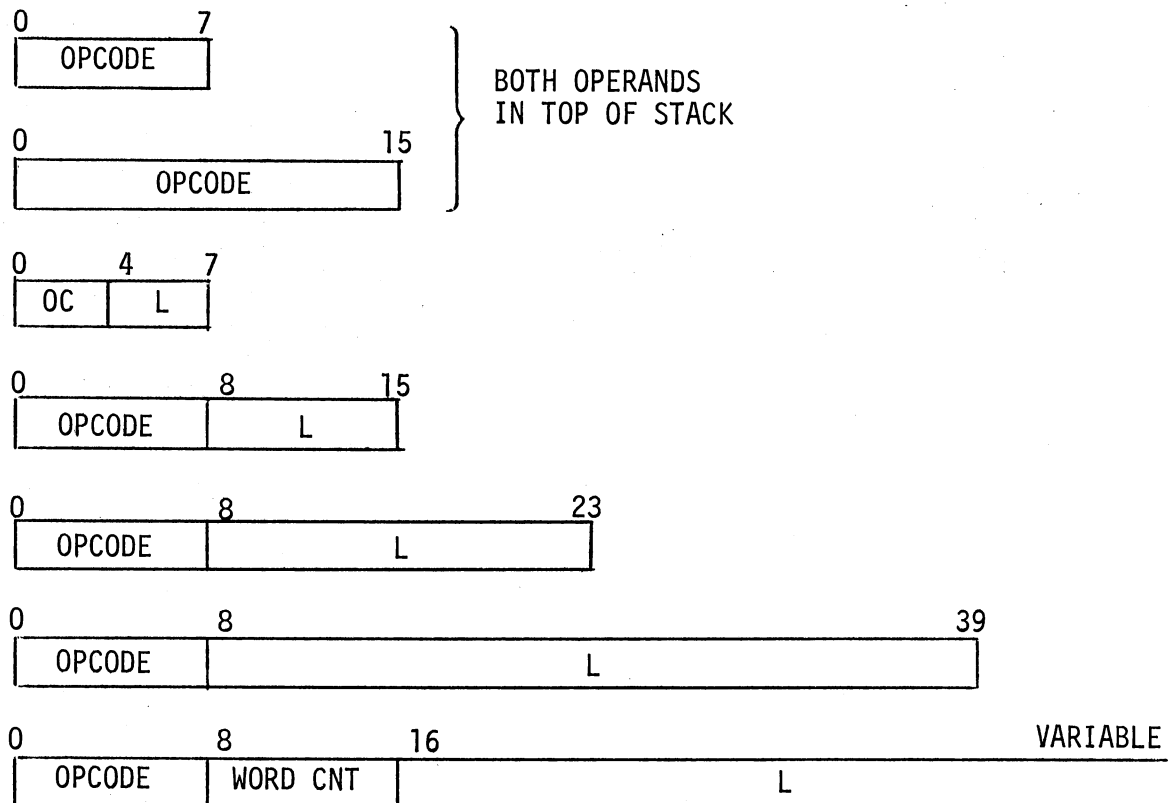 0 7
OPCODE
BOTH OPERANDS
IN TOP OF STACK
0 15
OPCODE
0 4 7
OC L
0 8 15
OPCODE L
0 8 23
OPCODE L
0 8 39
OPCODE L
0 8 16 VARIABLE
OPCODE WORD CNT L